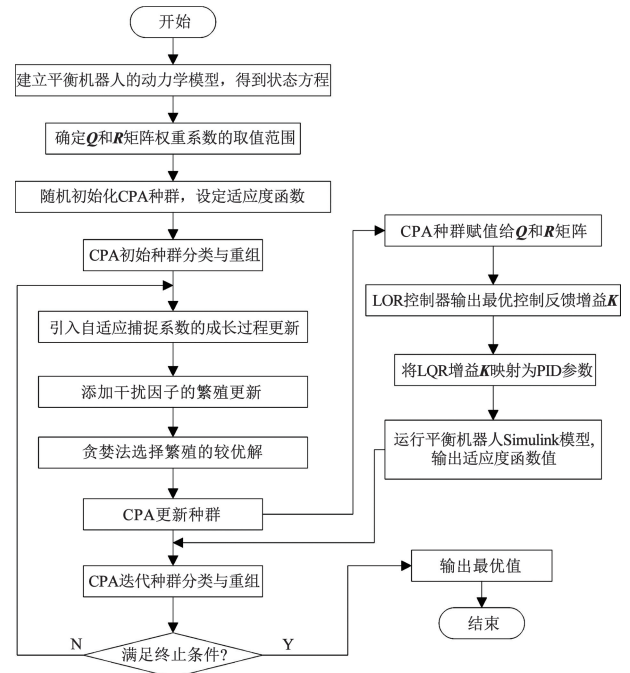 开始
建立平衡机器人的动力学模型，得到状态方程
确定Q和R矩阵权重系数的取值范围
随机初始化CPA种群，设定适应度函数
CPA初始种群分类与重组
引入自适应捕捉系数的成长过程更新
添加干扰因子的繁殖更新
贪婪法选择繁殖的较优解
CPA更新种群
CPA迭代种群分类与重组
N
满足终止条件?
Y
CPA种群赋值给Q和R矩阵
LOR控制器输出最优控制反馈增益K
将LQR增益K映射为PID参数
运行平衡机器人Simulink模型,
输出适应度函数值
输出最优值
结束